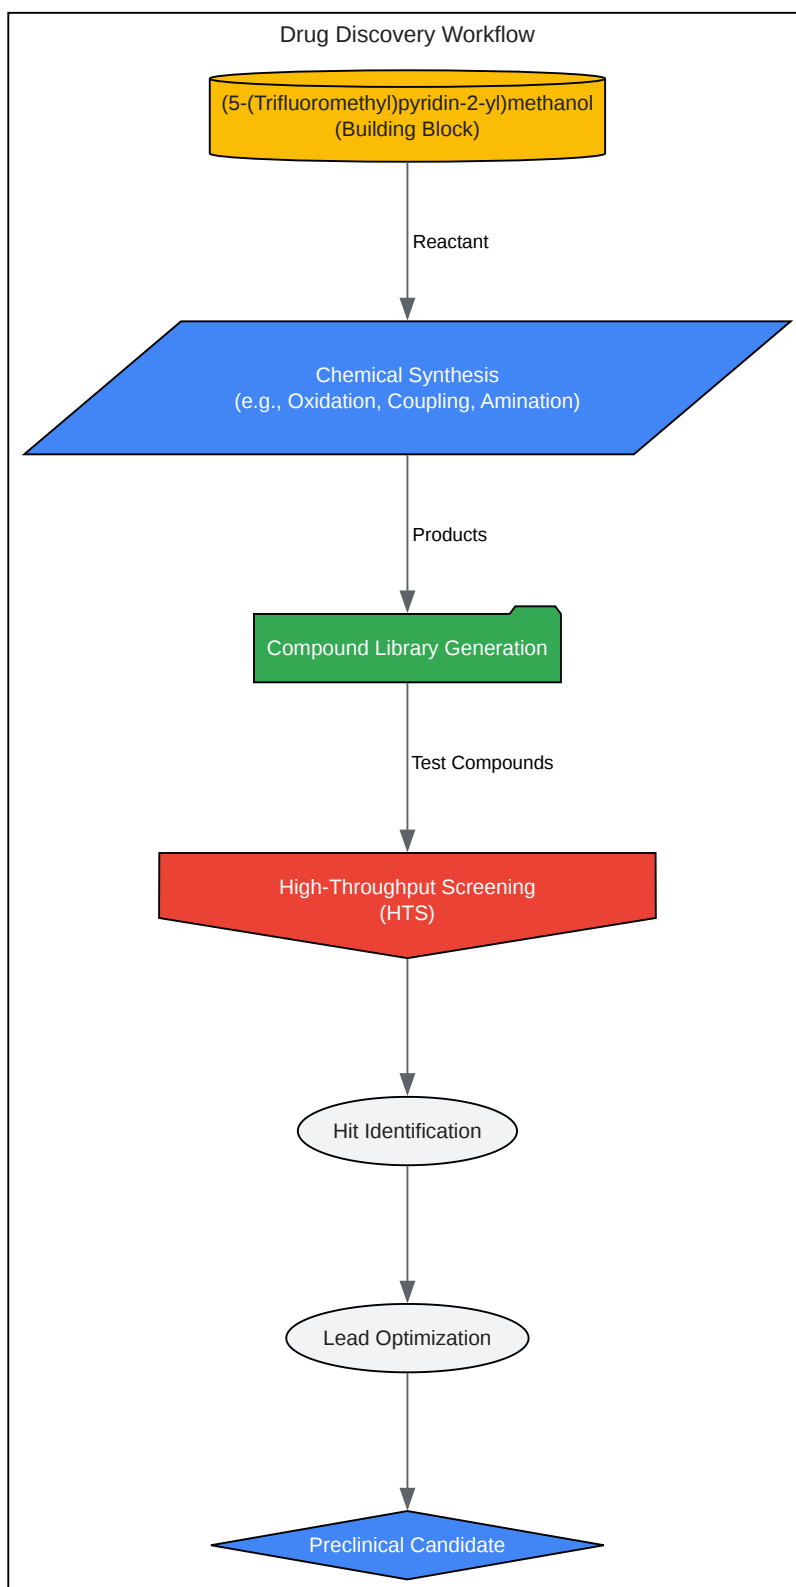 Drug Discovery Workflow
(5-(Trifluoromethyl)pyridin-2-yl)methanol
(Building Block)
Reactant
Chemical Synthesis
(e.g., Oxidation, Coupling, Amination)
Products
Compound Library Generation
Test Compounds
High-Throughput Screening
(HTS)
Hit Identification
Lead Optimization
Preclinical Candidate